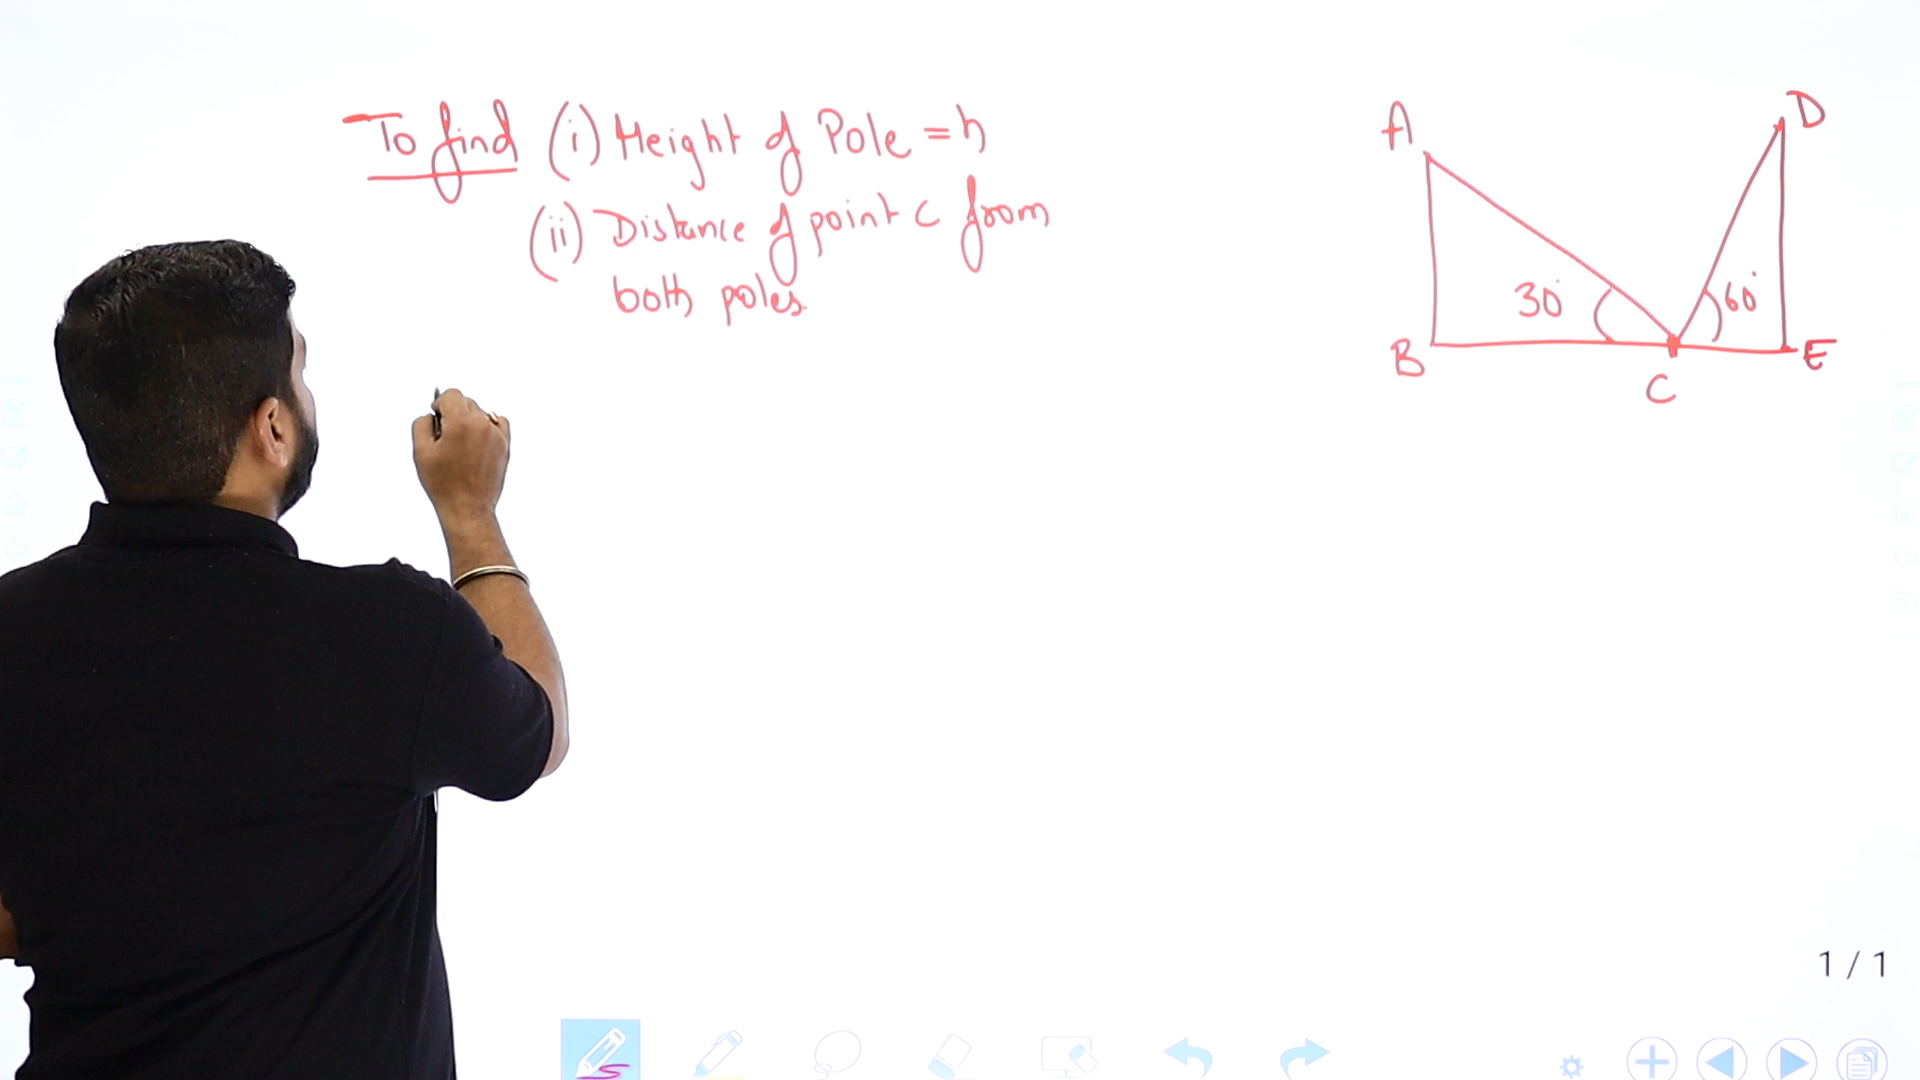 To find (i) Height of Pole = h
(ii) Distance of point C from
both poles.
A
D
30°
60°
B
C
E
1 / 1